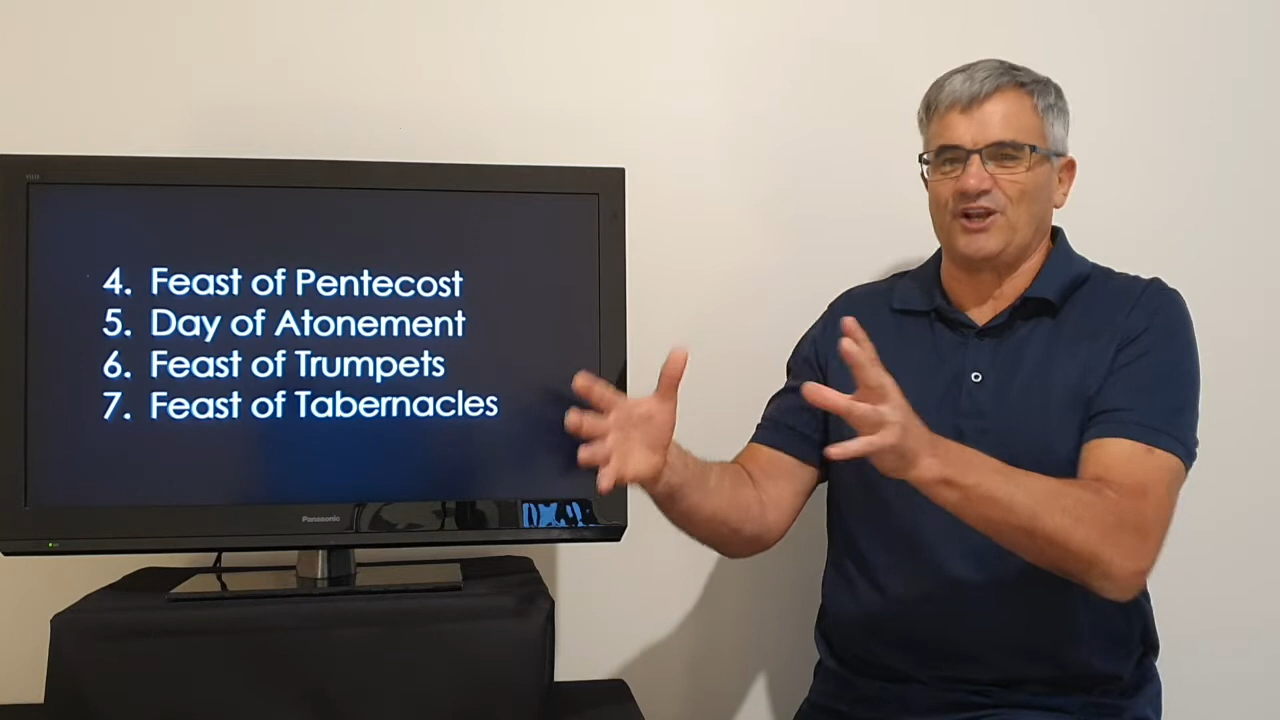 4. Feast of Pentecost
5. Day of Atonement
6. Feast of Trumpets
7. Feast of Tabernacles
Panasonic